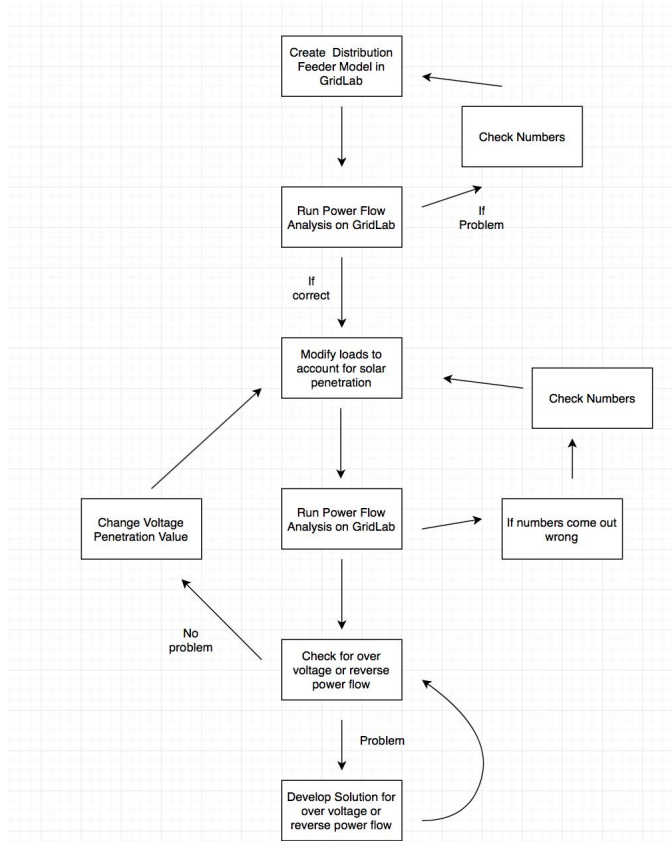 Create Distribution
Feeder Model in
GridLab
Check Numbers
Run Power Flow
Analysis on GridLab
If
Problem
If
correct
Modify loads to
account for solar
penetration
Check Numbers
Change Voltage
Penetration Value
Run Power Flow
Analysis on GridLab
If numbers come out
wrong
No
problem
Check for over
voltage or reverse
power flow
Problem
Develop Solution for
over voltage or
reverse power flow